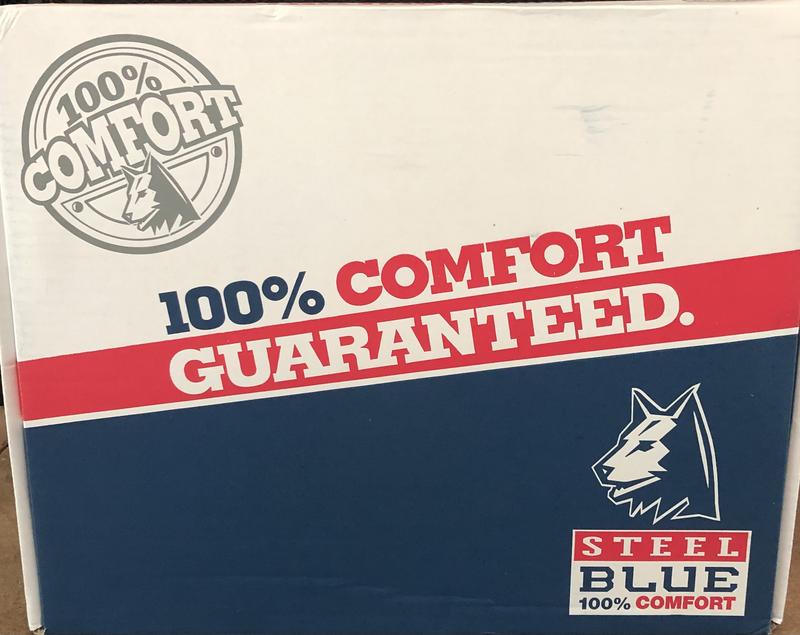 100%
COMFORT
100% COMFORT
GUARANTEED.
STEEL
BLUE
100% COMFORT